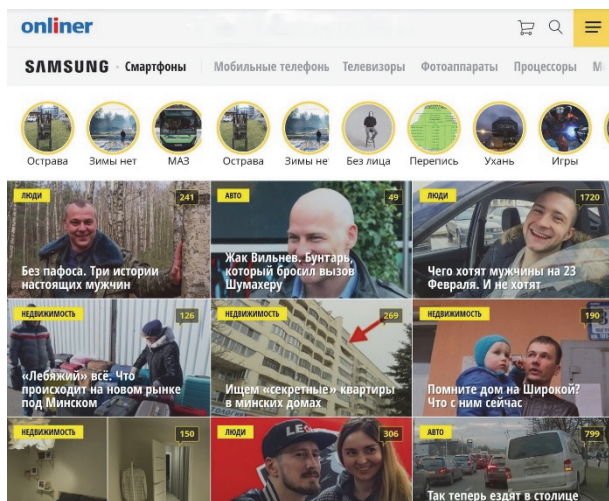 onliner
SAMSUNG · Смартфоны
Мобильные телефонь
Телевизоры
Фотоаппараты
Процессоры
М
Острава
Зимы нет
МАЗ
Острава
Зимы не
Без лица
Перепись
Ухань
Игры
ЛЮДИ
241
Без пафоса. Три истории
настоящих мужчин
АВТО
49
Жак Вильнев. Бунтарь,
который бросил вызов
Шумахеру
ЛЮДИ
1720
Чего хотят мужчины на 23
Февраля. И не хотят
НЕДВИЖИМОСТЬ
126
«Лебяжий» всё. Что
происходит на новом рынке
под Минском
НЕДВИЖИМОСТЬ
269
Ищем «секретные» квартиры
в минских домах
НЕДВИЖИМОСТЬ
190
Помните дом на Широкой?
Что с ним сейчас
НЕДВИЖИМОСТЬ
150
ЛЮДИ
306
АВТО
799
Так теперь ездят в столице